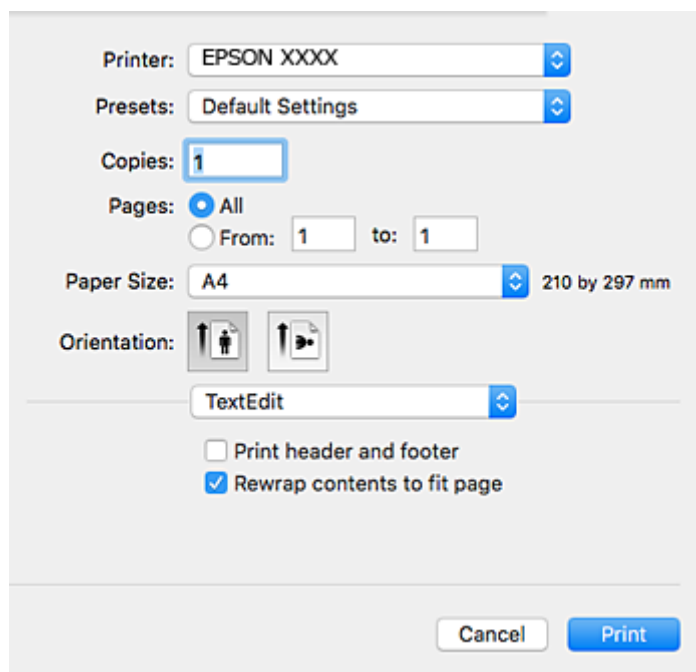 Printer: EPSON XXXX
Presets: Default Settings
Copies: 1
Pages: All
From: 1 to: 1
Paper Size: A4 210 by 297 mm
Orientation:
TextEdit
Print header and footer
Rewrap contents to fit page
Cancel Print